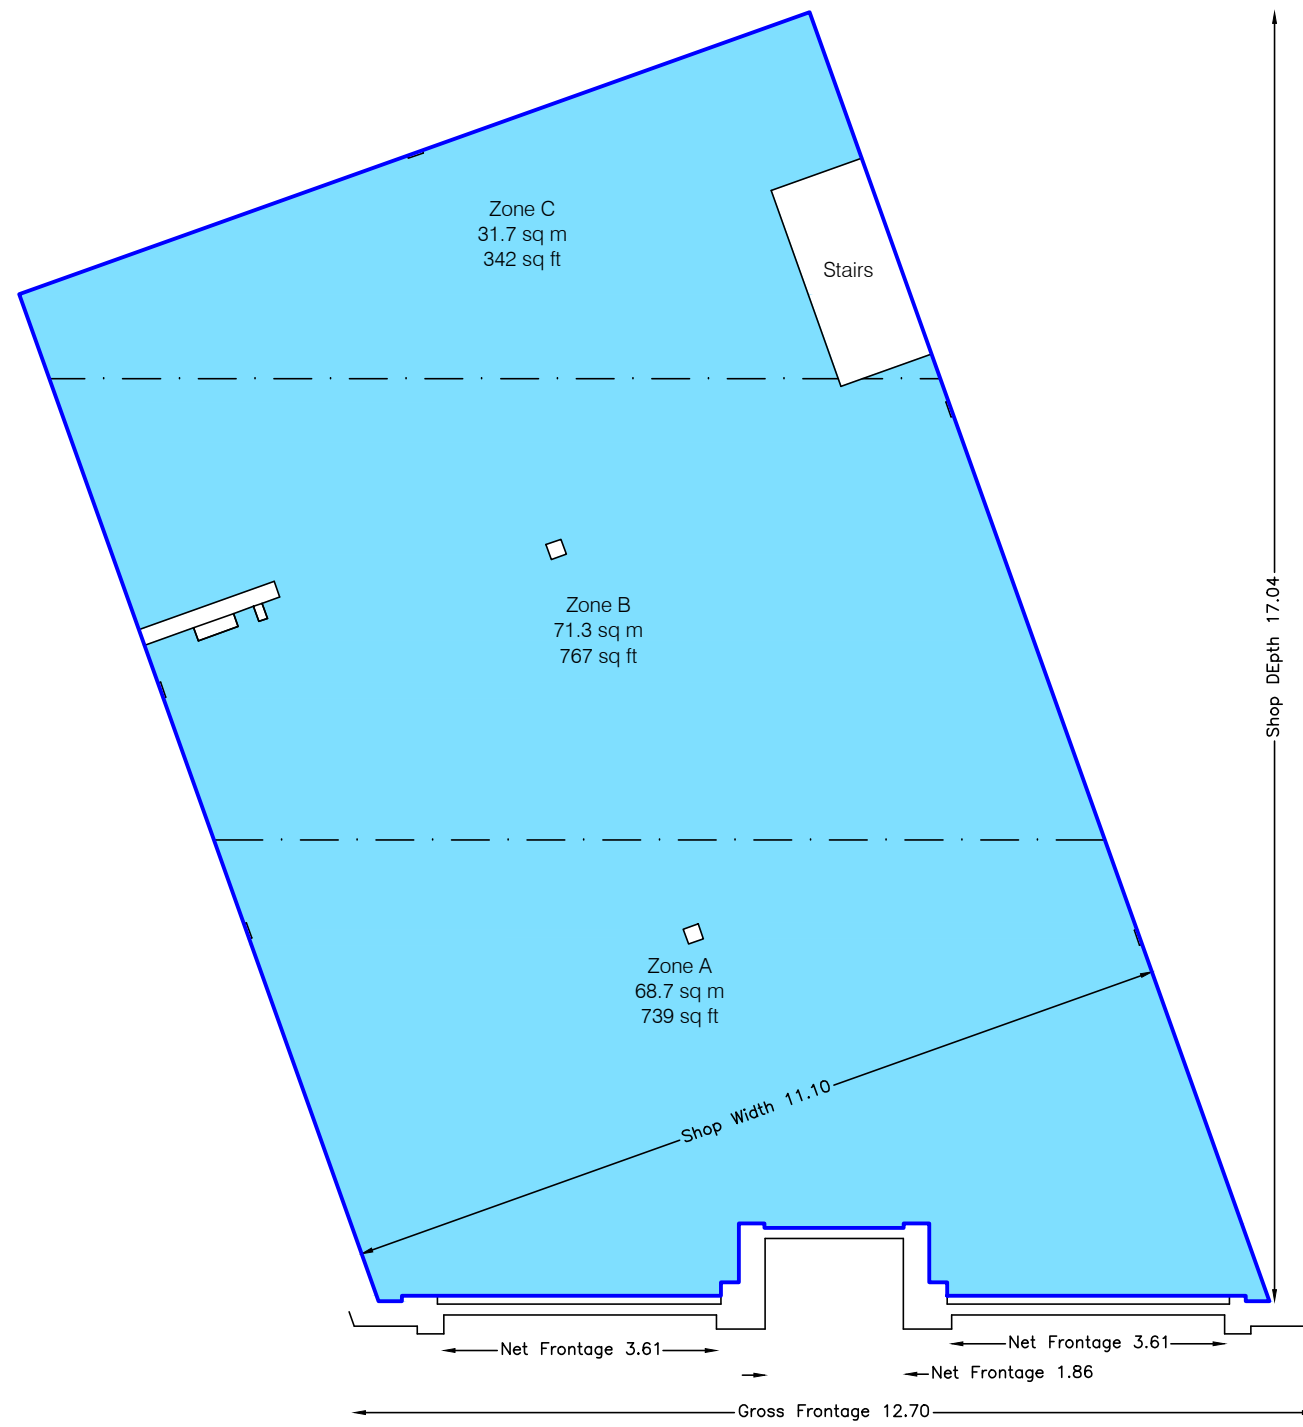 Zone C
31.7 sq m
342 sq ft
Stairs
Zone B
71.3 sq m
767 sq ft
Shop DEpth 17.04
Zone A
68.7 sq m
739 sq ft
Shop Width 11.10
Net Frontage 3.61
Net Frontage 3.61
Net Frontage 1.86
Gross Frontage 12.70